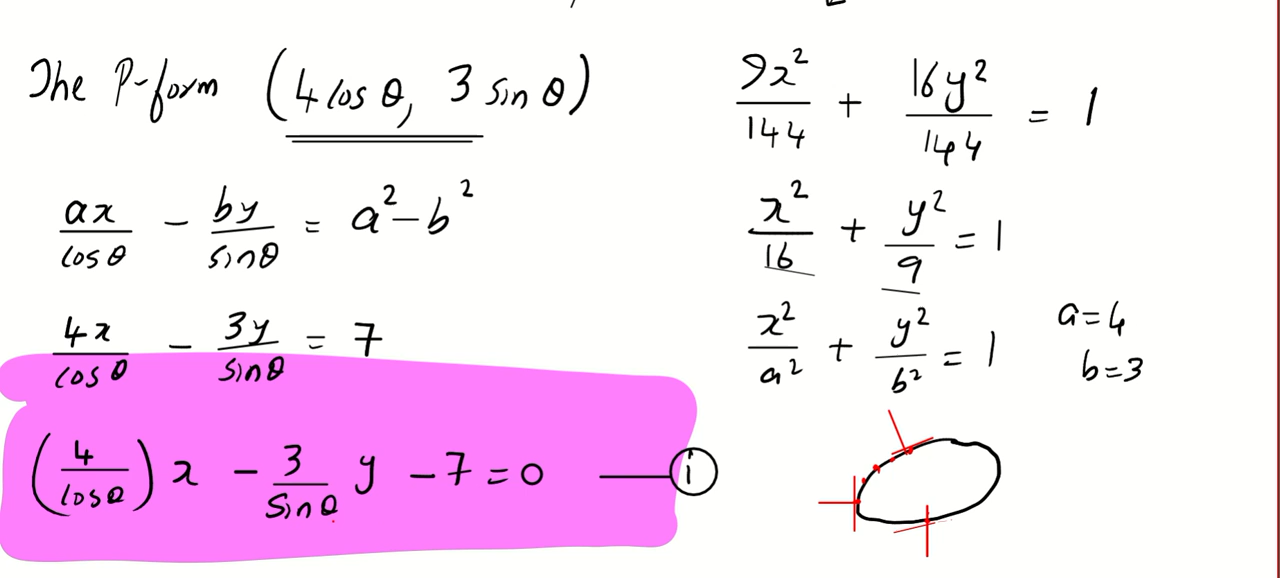 The P-form (4 cos θ, 3 sin θ)
ax/cos θ - by/sin θ = a² - b²
4x/cos θ - 3y/sin θ = 7
(4/cos θ) x - 3/sin θ y - 7 = 0 —— (i)
9x²/144 + 16y²/144 = 1
x²/16 + y²/9 = 1
x²/a² + y²/b² = 1
a=4
b=3